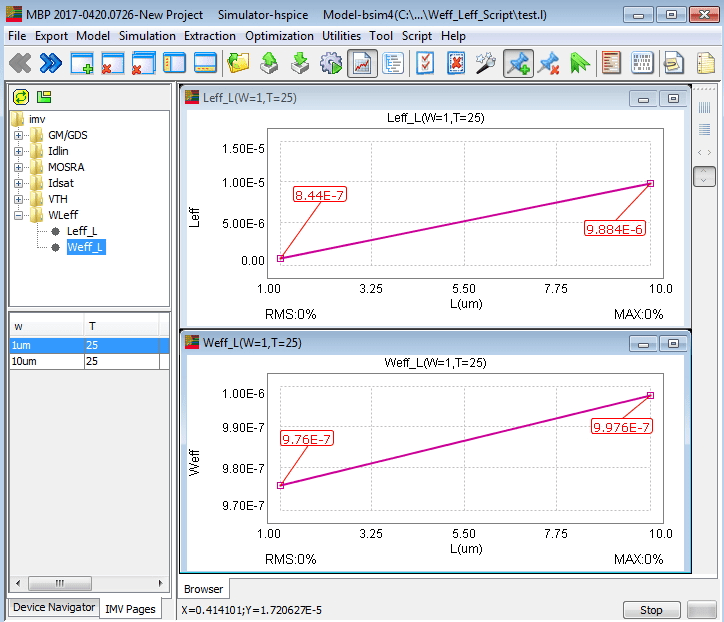 MBP 2017-0420.0726-New Project Simulator-hspice Model-bsim4(C:\...\Weff_Leff_Script\test.l)
File Export Model Simulation Extraction Optimization Utilities Tool Script Help
imv
GM/GDS
Idlin
MOSRA
Idsat
VTH
WLeff
Leff_L
Weff_L
w T
1um 25
10um 25
Device Navigator IMV Pages
Leff_L(W=1,T=25)
Leff_L(W=1,T=25)
1.50E-5
1.00E-5
5.00E-6
0.00
Leff
8.44E-7
9.884E-6
1.00 3.25 5.50 7.75 10.0
L(um)
RMS:0% MAX:0%
Weff_L(W=1,T=25)
Weff_L(W=1,T=25)
1.00E-6
9.90E-7
9.80E-7
9.70E-7
Weff
9.76E-7
9.976E-7
1.00 3.25 5.50 7.75 10.0
L(um)
RMS:0% MAX:0%
Browser
X=0.414101;Y=1.720627E-5
Stop